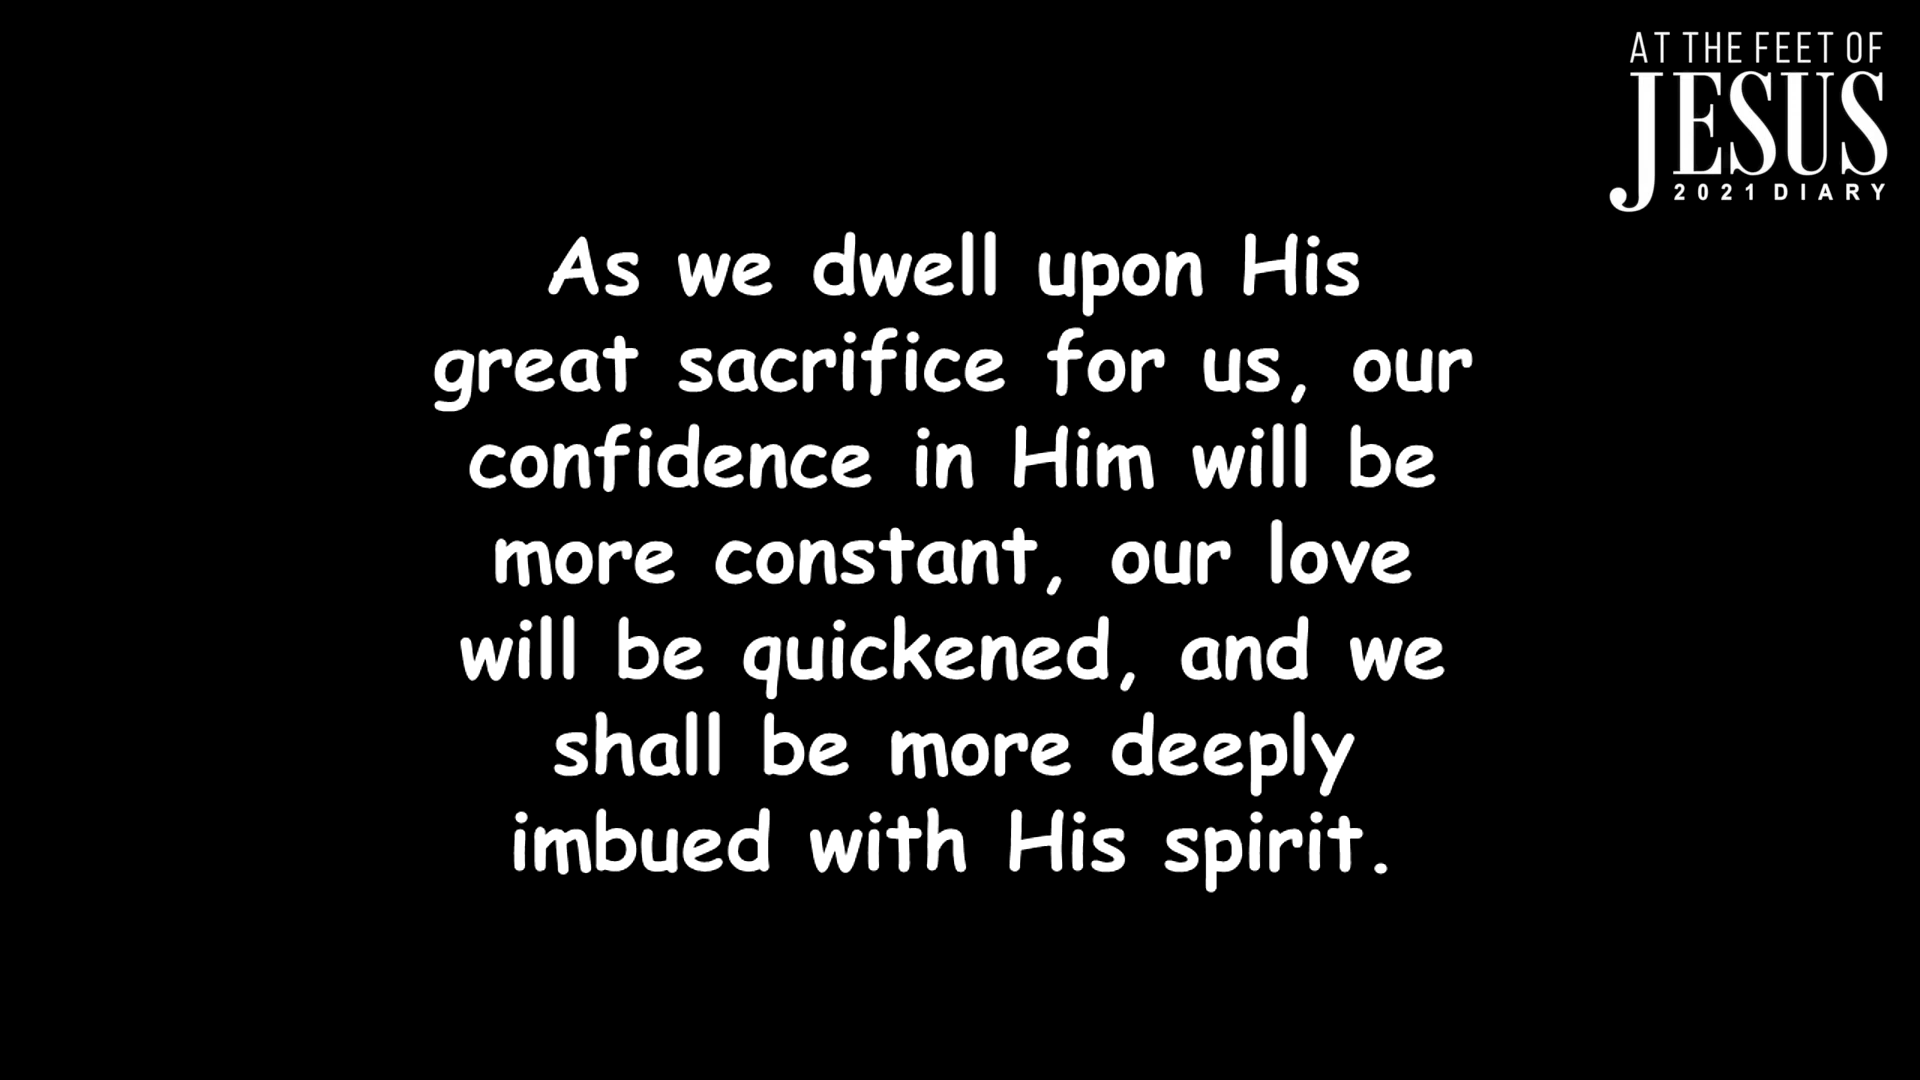 AT THE FEET OF
JESUS
2021 DIARY
As we dwell upon His
great sacrifice for us, our
confidence in Him will be
more constant, our love
will be quickened, and we
shall be more deeply
imbued with His spirit.